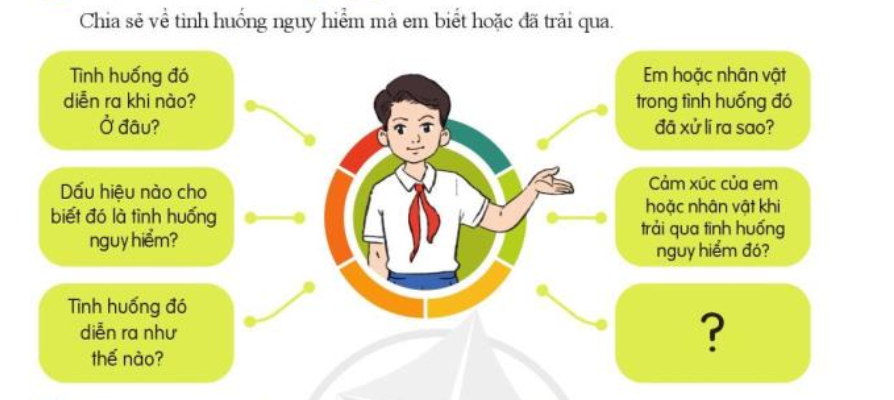 Chia sẻ về tình huống nguy hiểm mà em biết hoặc đã trải qua.
Tình huống đó
diễn ra khi nào?
Ở đâu?
Dấu hiệu nào cho
biết đó là tình huống
nguy hiểm?
Tình huống đó
diễn ra như
thế nào?
Em hoặc nhân vật
trong tình huống đó
đã xử lí ra sao?
Cảm xúc của em
hoặc nhân vật khi
trải qua tình huống
nguy hiểm đó?
?